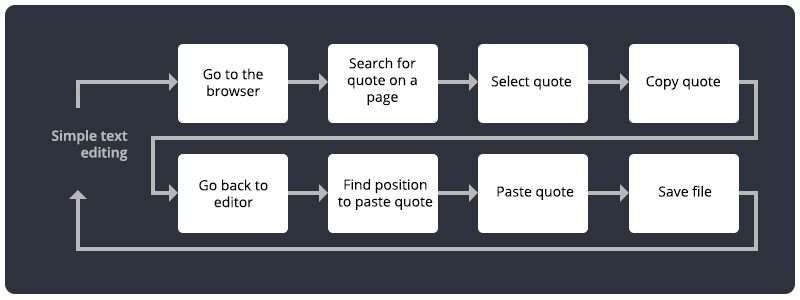 Go to the
browser
Search for
quote on a
page
Select quote
Copy quote
Simple text
editing
Go back to
editor
Find position
to paste quote
Paste quote
Save file